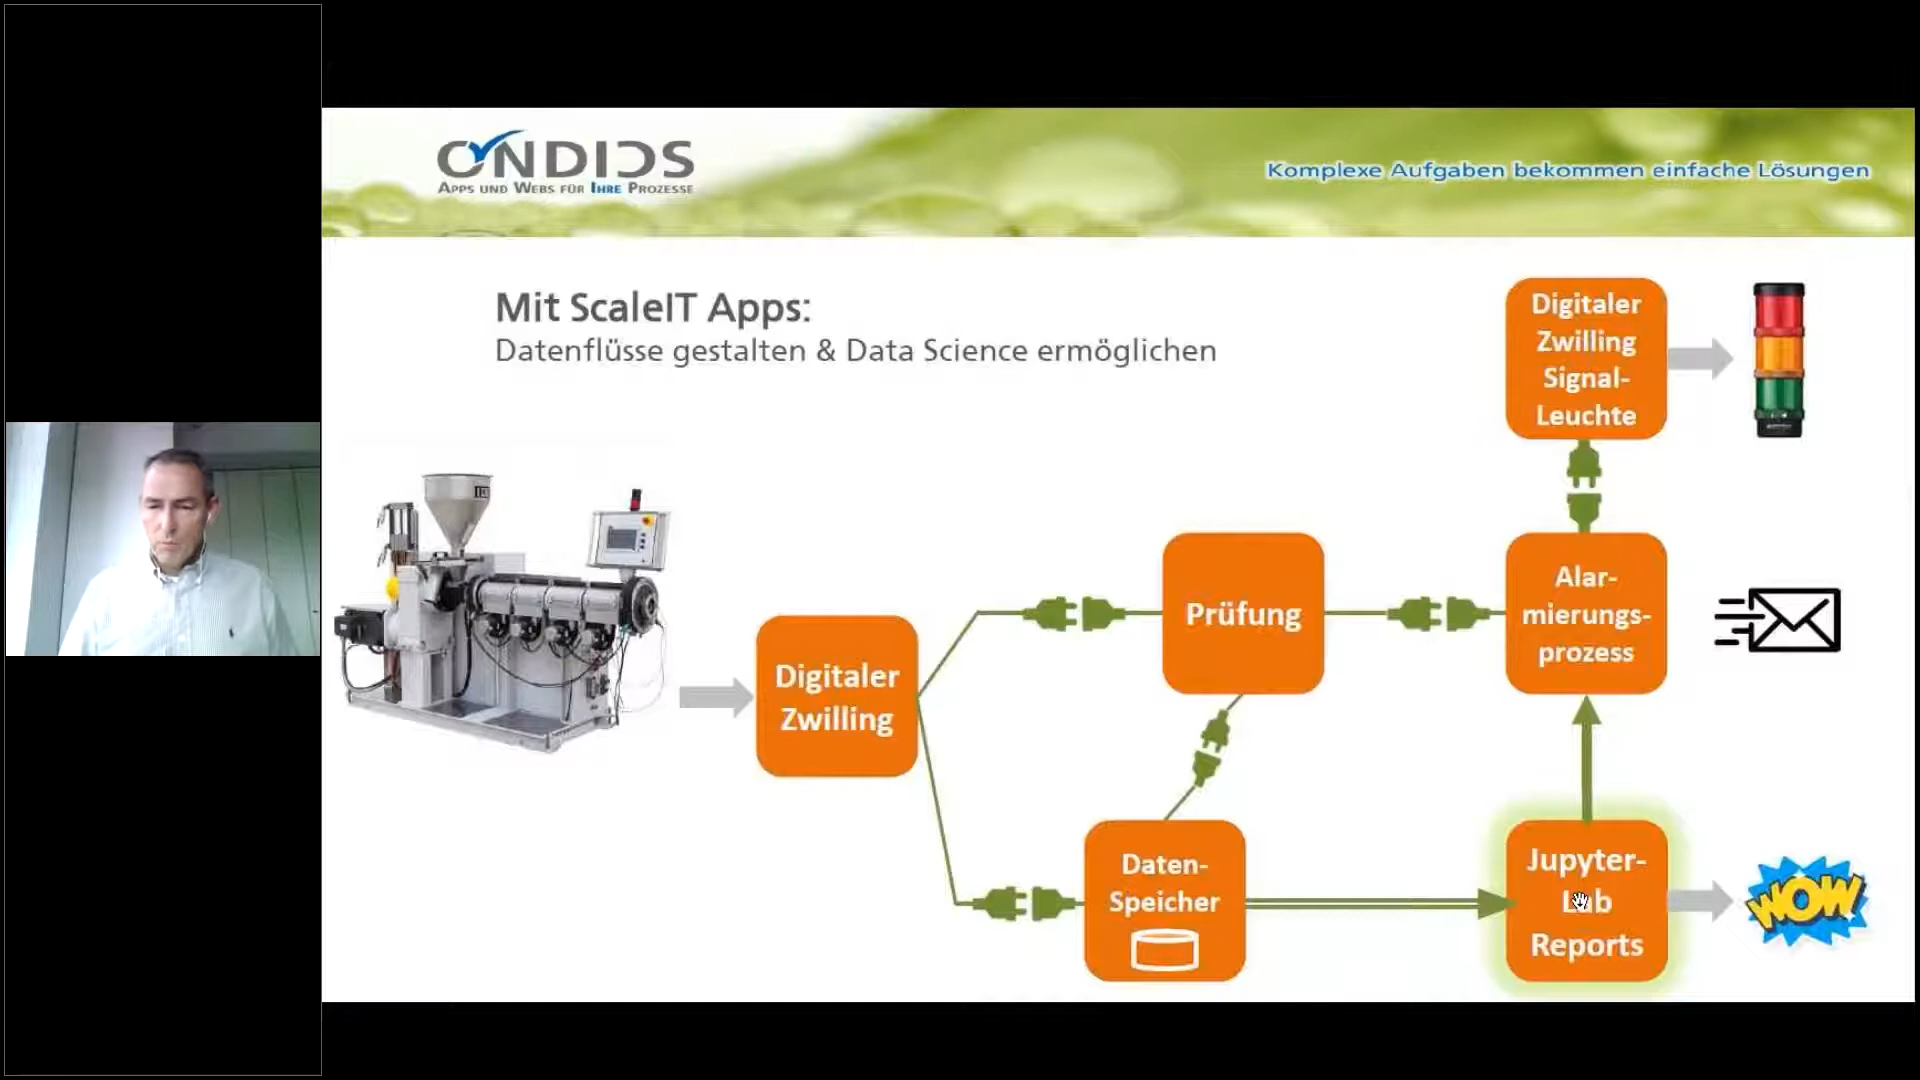 ONDICS
APPS UND WEBS FÜR IHRE PROZESSE
Komplexe Aufgaben bekommen einfache Lösungen
Mit ScaleIT Apps:
Datenflüsse gestalten & Data Science ermöglichen
Digitaler
Zwilling
Signal-
Leuchte
Digitaler
Zwilling
Prüfung
Alar-
mierungs-
prozess
Daten-
Speicher
Jupyter-
Lab
Reports
WOW